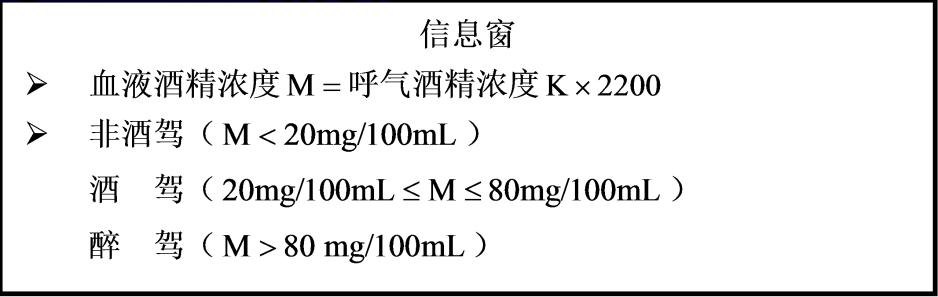 信息窗
➢ 血液酒精浓度 M = 呼气酒精浓度 K × 2200
➢ 非酒驾（ M < 20mg/100mL ）
酒 驾（ 20mg/100mL ≤ M ≤ 80mg/100mL ）
醉 驾（ M > 80 mg/100mL ）